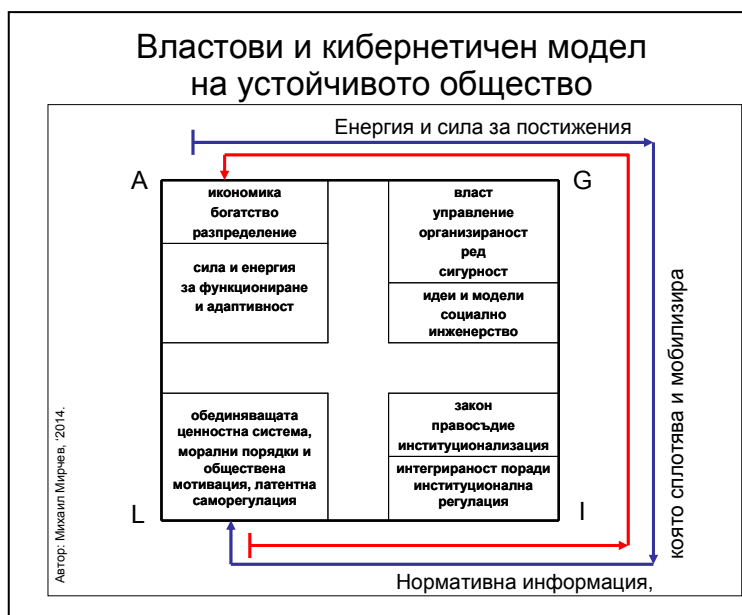 Властови и кибернетичен модел
на устойчивото общество
Енергия и сила за постижения
A
G
икономика
богатство
разпределение
сила и енергия
за функциониране
и адаптивност
власт
управление
организираност
ред
сигурност
идеи и модели
социално
инженерство
обединяващата
ценностна система,
морални порядки и
обществена
мотивация, латентна
саморегулация
закон
правосъдие
институционализация
интегрираност поради
институционална
регулация
L
I
Нормативна информация,
която сплотява и мобилизира
Автор: Михаил Мирчев, ‘2014.